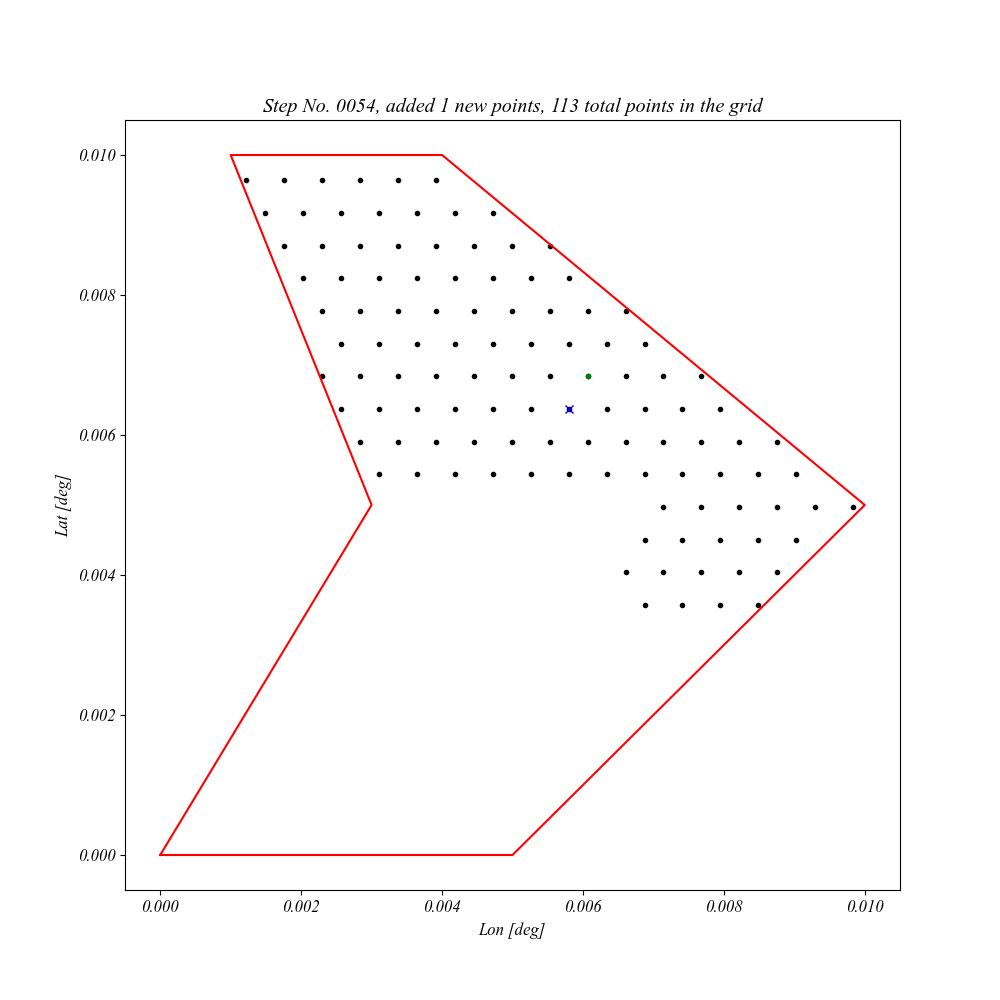 Step No. 0054, added 1 new points, 113 total points in the grid
0.010
0.008
0.006
0.004
0.002
0.000
Lat [deg]
0.000 0.002 0.004 0.006 0.008 0.010
Lon [deg]